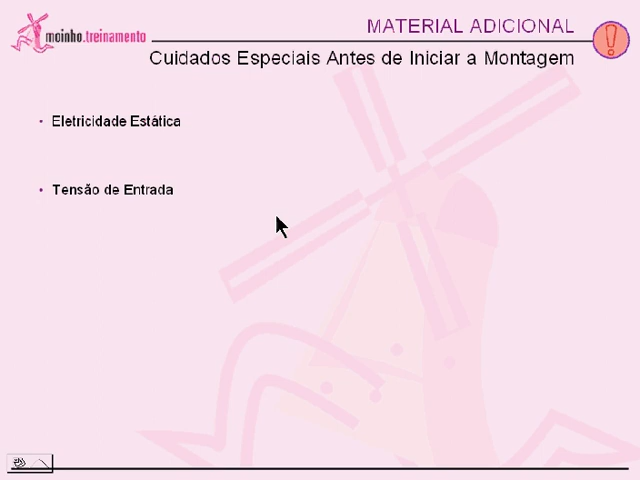 MATERIAL ADICIONAL
moinho.treinamento
Cuidados Especiais Antes de Iniciar a Montagem
• Eletricidade Estática
• Tensão de Entrada